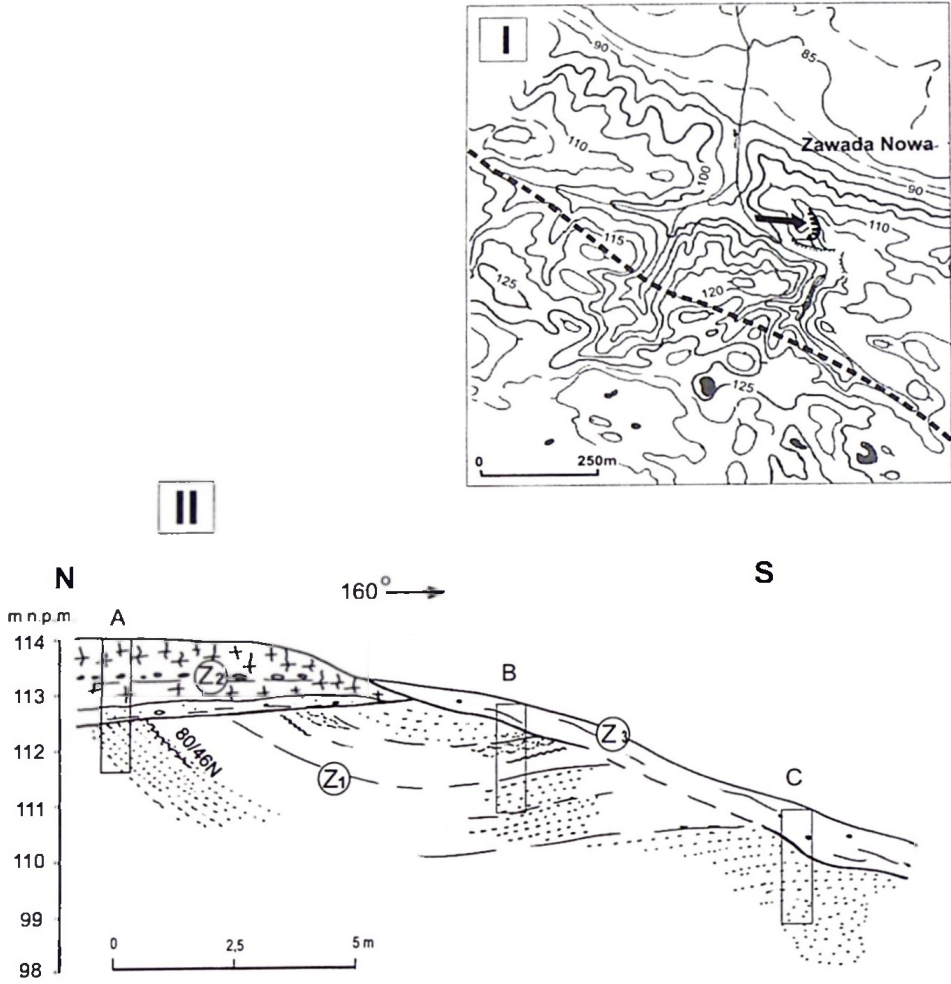 I
90
85
Zawada Nowa
110
100
90
115
110
125
120
125
0 250m
II
N
160° S
m n.p.m.
A
114
Z2
B
113
Z3
112
80/46N
Z1
C
111
110
99
0 2,5 5 m
98